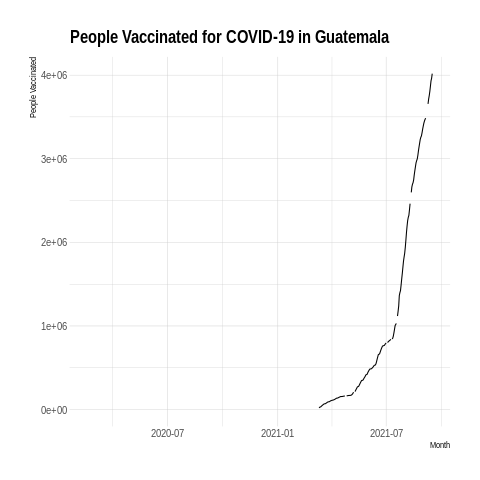 People Vaccinated for COVID-19 in Guatemala
People Vaccinated
4e+06
3e+06
2e+06
1e+06
0e+00
2020-07
2021-01
2021-07
Month